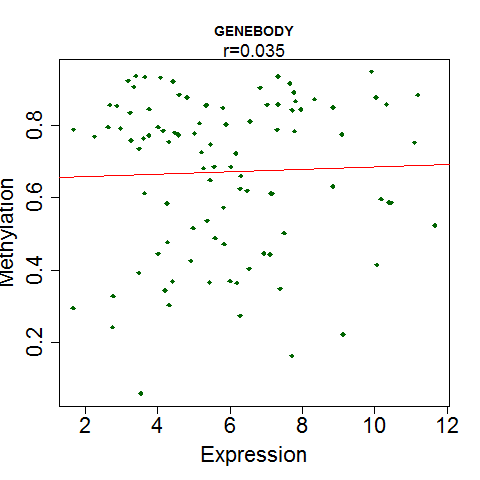 GENEBODY
r=0.035
Methylation
0.8
0.6
0.4
0.2
2 4 6 8 10 12
Expression